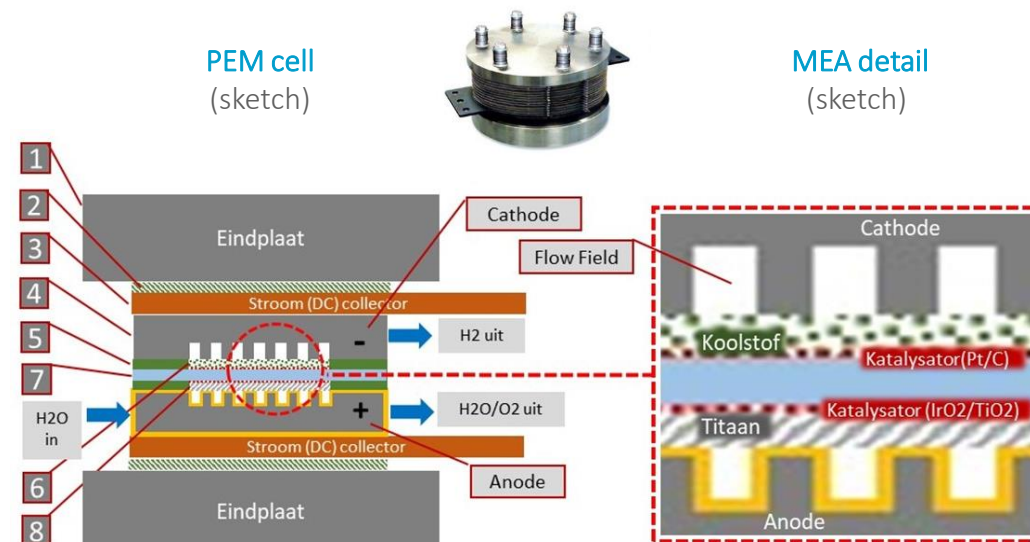 PEM cell
(sketch)
MEA detail
(sketch)
1
2
3
4
5
7
6
8
Eindplaat
Stroom (DC) collector
-
H2 uit
H2O
in
+
H2O/O2 uit
Stroom (DC) collector
Eindplaat
Cathode
Flow Field
Anode
Cathode
Koolstof
Katalysator(Pt/C)
Katalysator (IrO2/TiO2)
Titaan
Anode